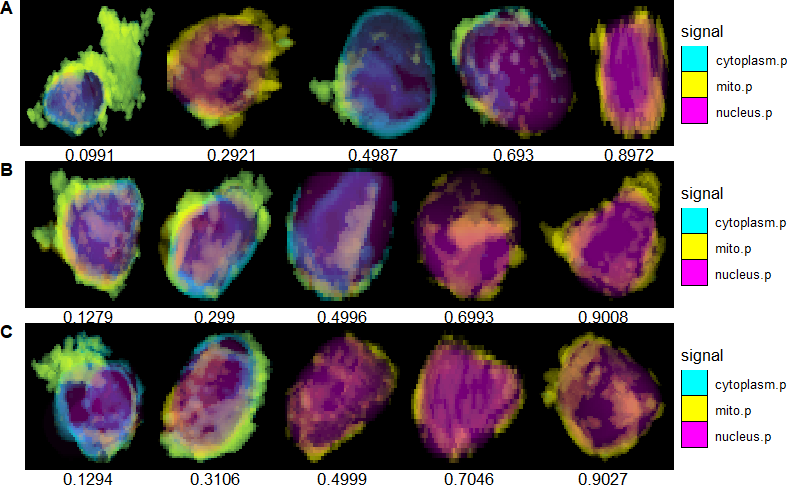 A
signal
cytoplasm.p
mito.p
nucleus.p
0.0991 0.2921 0.4987 0.693 0.8972
B
signal
cytoplasm.p
mito.p
nucleus.p
0.1279 0.299 0.4996 0.6993 0.9008
C
signal
cytoplasm.p
mito.p
nucleus.p
0.1294 0.3106 0.4999 0.7046 0.9027